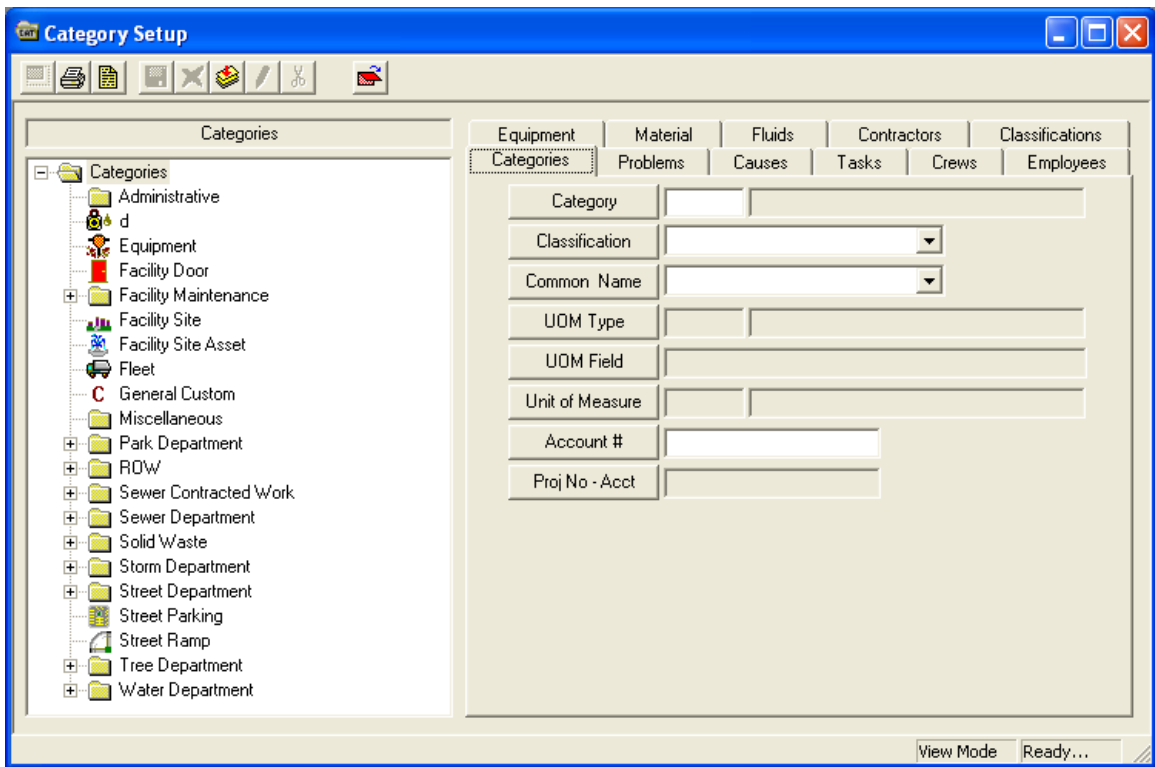 CAT Category Setup
Categories
Categories
Administrative
d
Equipment
Facility Door
Facility Maintenance
Facility Site
Facility Site Asset
Fleet
C General Custom
Miscellaneous
Park Department
ROW
Sewer Contracted Work
Sewer Department
Solid Waste
Storm Department
Street Department
Street Parking
Street Ramp
Tree Department
Water Department
Equipment Material Fluids Contractors Classifications
Categories Problems Causes Tasks Crews Employees
Category
Classification
Common Name
UOM Type
UOM Field
Unit of Measure
Account #
Proj No - Acct
View Mode Ready...